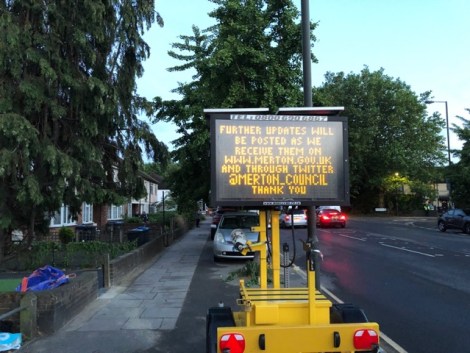 FURTHER UPDATES WILL
BE POSTED AS WE
RECEIVE THEM ON
WWW.MERTON.GOV.UK
AND THROUGH TWITTER
@MERTON_COUNCIL
THANK YOU